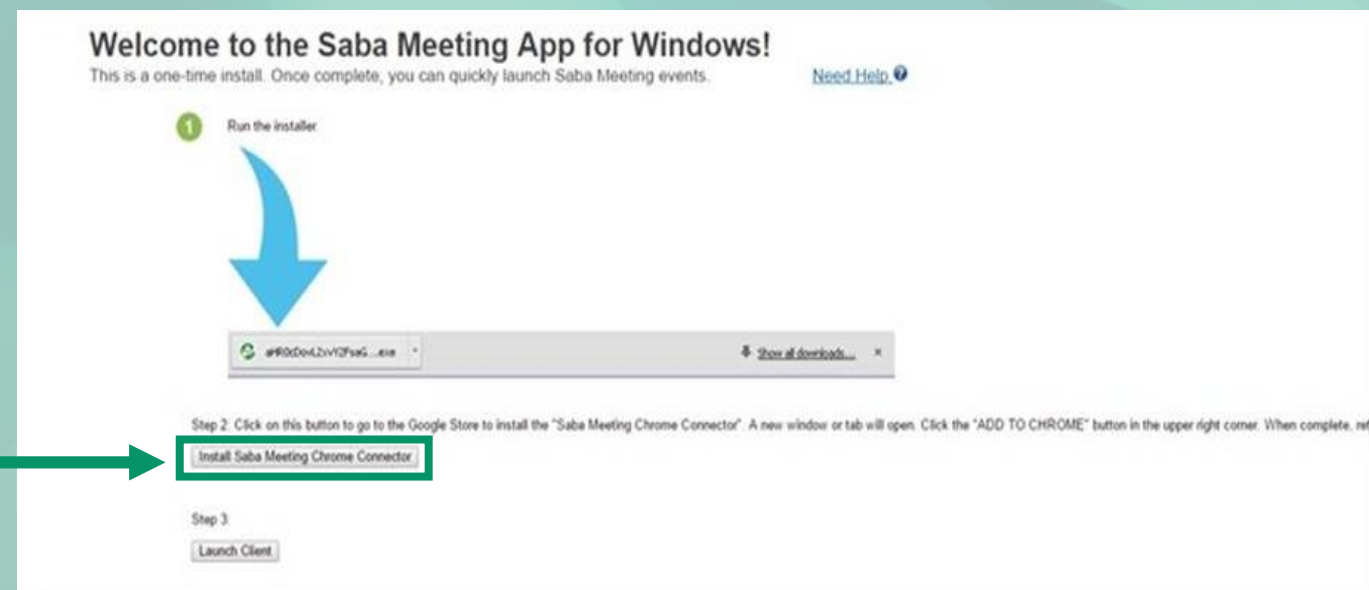 Welcome to the Saba Meeting App for Windows!
This is a one-time install. Once complete, you can quickly launch Saba Meeting events.
Need Help
1
Run the installer.
Show all downloads...
Step 2: Click on this button to go to the Google Store to install the "Saba Meeting Chrome Connector". A new window or tab will open. Click the "ADD TO CHROME" button in the upper right corner. When complete, ref
Install Saba Meeting Chrome Connector
Step 3:
Launch Client